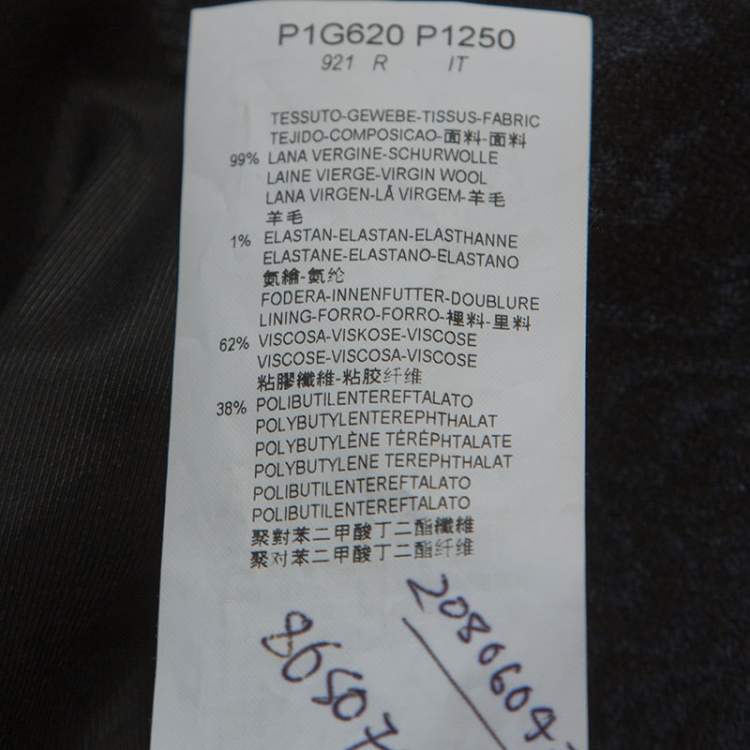 P1G620 P1250
921 R IT
TESSUTO-GEWEBE-TISSUS-FABRIC
TEJIDO-COMPOSICAO-面料-面料
99% LANA VERGINE-SCHURWOLLE
LAINE VIERGE-VIRGIN WOOL
LANA VIRGEN-LÃ VIRGEM-羊毛
羊毛
1% ELASTAN-ELASTAN-ELASTHANNE
ELASTANE-ELASTANO-ELASTANO
氨繪-氨纶
FODERA-INNENFUTTER-DOUBLURE
LINING-FORRO-FORRO-裡料-里料
62% VISCOSA-VISKOSE-VISCOSE
VISCOSE-VISCOSA-VISCOSE
粘膠纖維-粘胶纤维
38% POLIBUTILENTEREFTALATO
POLYBUTYLENTEREPHTHALAT
POLYBUTYLÈNE TÉRÉPHTALATE
POLYBUTYLENE TEREPHTHALAT
POLIBUTILENTEREFTALATO
POLIBUTILENTEREFTALATO
聚對苯二甲酸丁二酯纖維
聚对苯二甲酸丁二酯纤维
2080604
86507